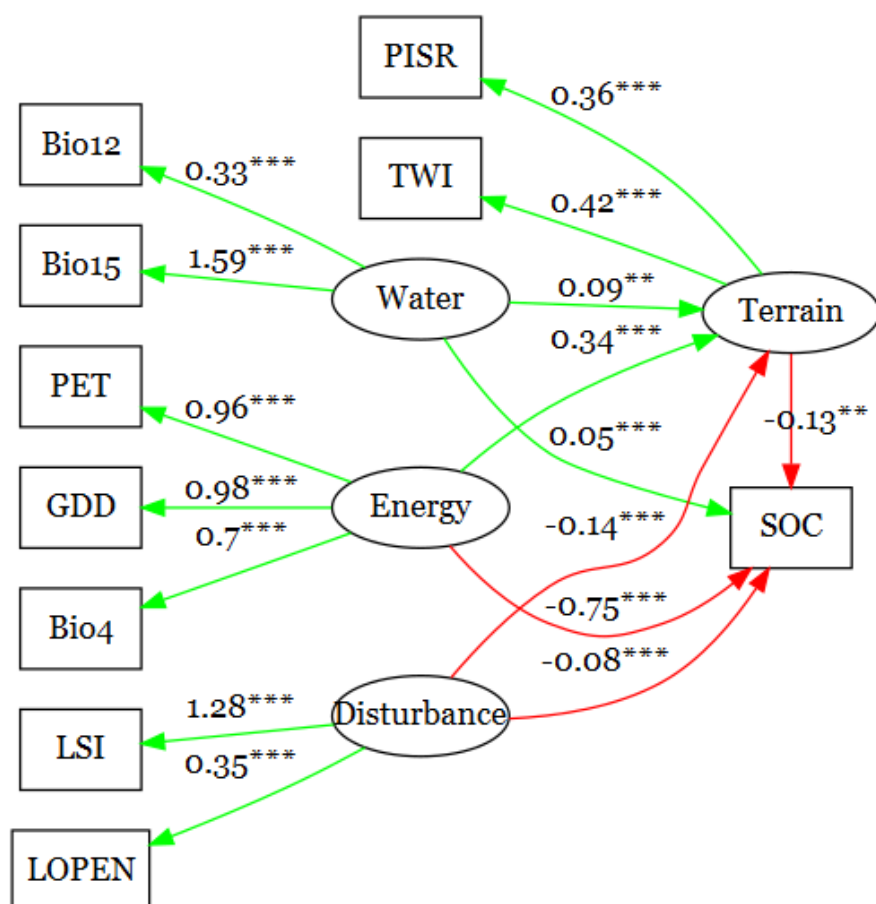 PISR
0.36***
Bio12
0.33***
TWI
0.42***
Bio15
1.59***
Water
0.09**
Terrain
0.34***
PET
0.96***
0.05***
-0.13**
GDD
0.98***
Energy
SOC
0.7***
-0.14***
Bio4
-0.75***
-0.08***
LSI
1.28***
Disturbance
0.35***
LOPEN